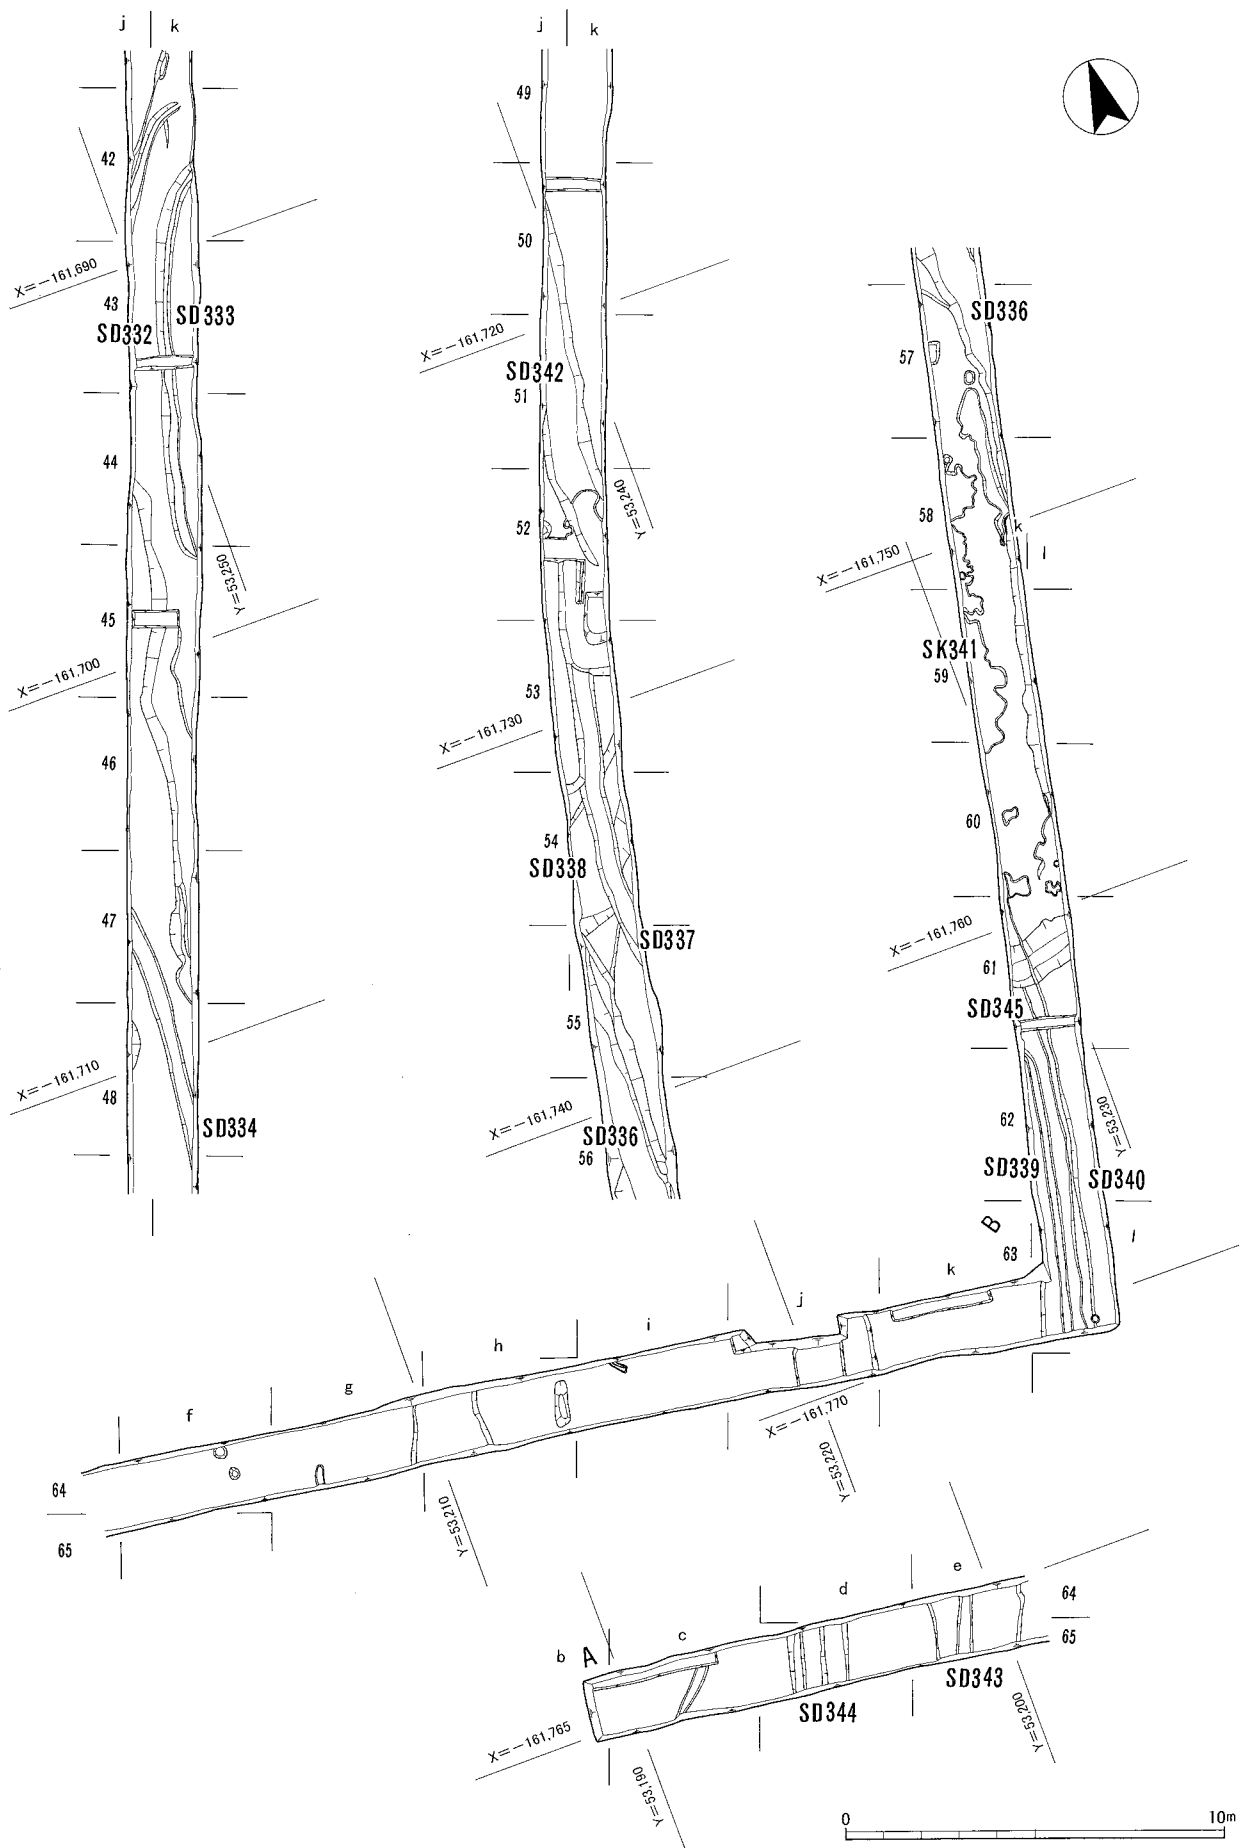 j k
42
X=-161,690
43
SD332 SD333
44
Y=53,250
45
X=-161,700
46
47
X=-161,710
48
SD334
j k
49
50
X=-161,720
SD342
51
Y=53,240
52
53
X=-161,730
54
SD338
SD337
55
X=-161,740
SD336
56
SD336
57
58
k l
X=-161,750
SK341
59
60
X=-161,760
61
SD345
Y=53,230
62
SD339
SD340
B
63
l
k
j
i
h
g
f
64
65
X=-161,770
Y=53,220
Y=53,210
e
d
c
b A
64
65
SD343
SD344
X=-161,765
Y=53,200
Y=53,190
0 10m